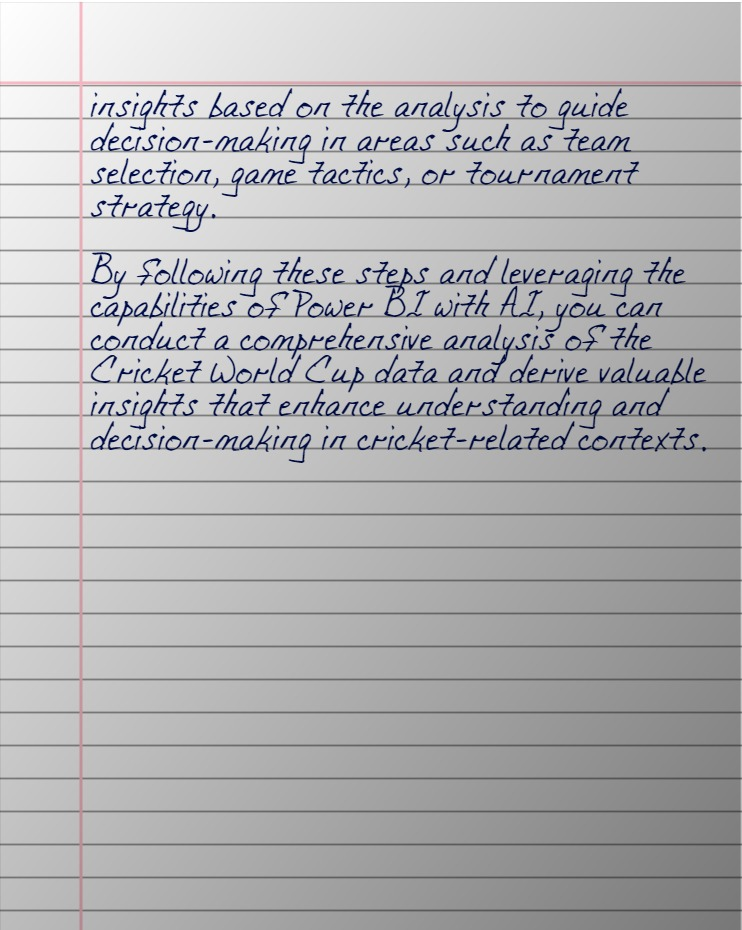 insights based on the analysis to guide
decision-making in areas such as team
selection, game tactics, or tournament
strategy.
By following these steps and leveraging the
capabilities of Power BI with AI, you can
conduct a comprehensive analysis of the
Cricket World Cup data and derive valuable
insights that enhance understanding and
decision-making in cricket-related contexts.